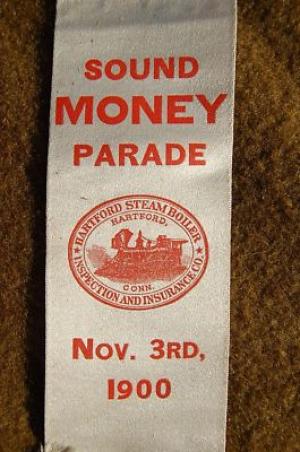 SOUND
MONEY
PARADE
HARTFORD STEAM BOILER
HARTFORD,
CONN.
INSPECTION AND INSURANCE CO.
NOV. 3RD,
1900